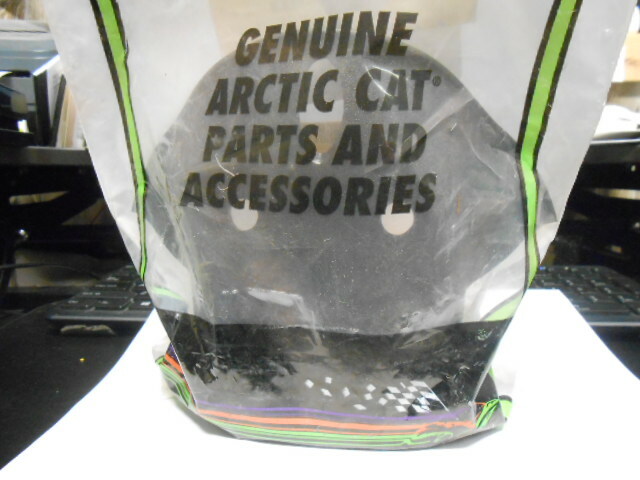 GENUINE
ARCTIC CAT®
PARTS AND
ACCESSORIES